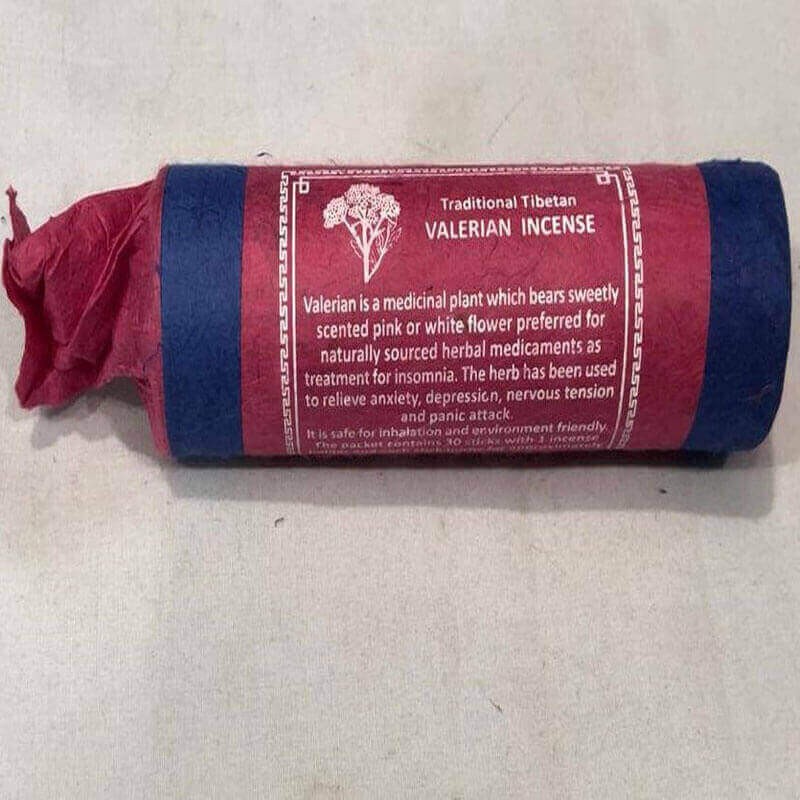 Traditional Tibetan
VALERIAN INCENSE
Valerian is a medicinal plant which bears sweetly
scented pink or white flower preferred for
naturally sourced herbal medicaments as
treatment for insomnia. The herb has been used
to relieve anxiety, depression, nervous tension
and panic attack.
It is safe for inhalation and environment friendly.
The packet contains 30 sticks with 1 incense